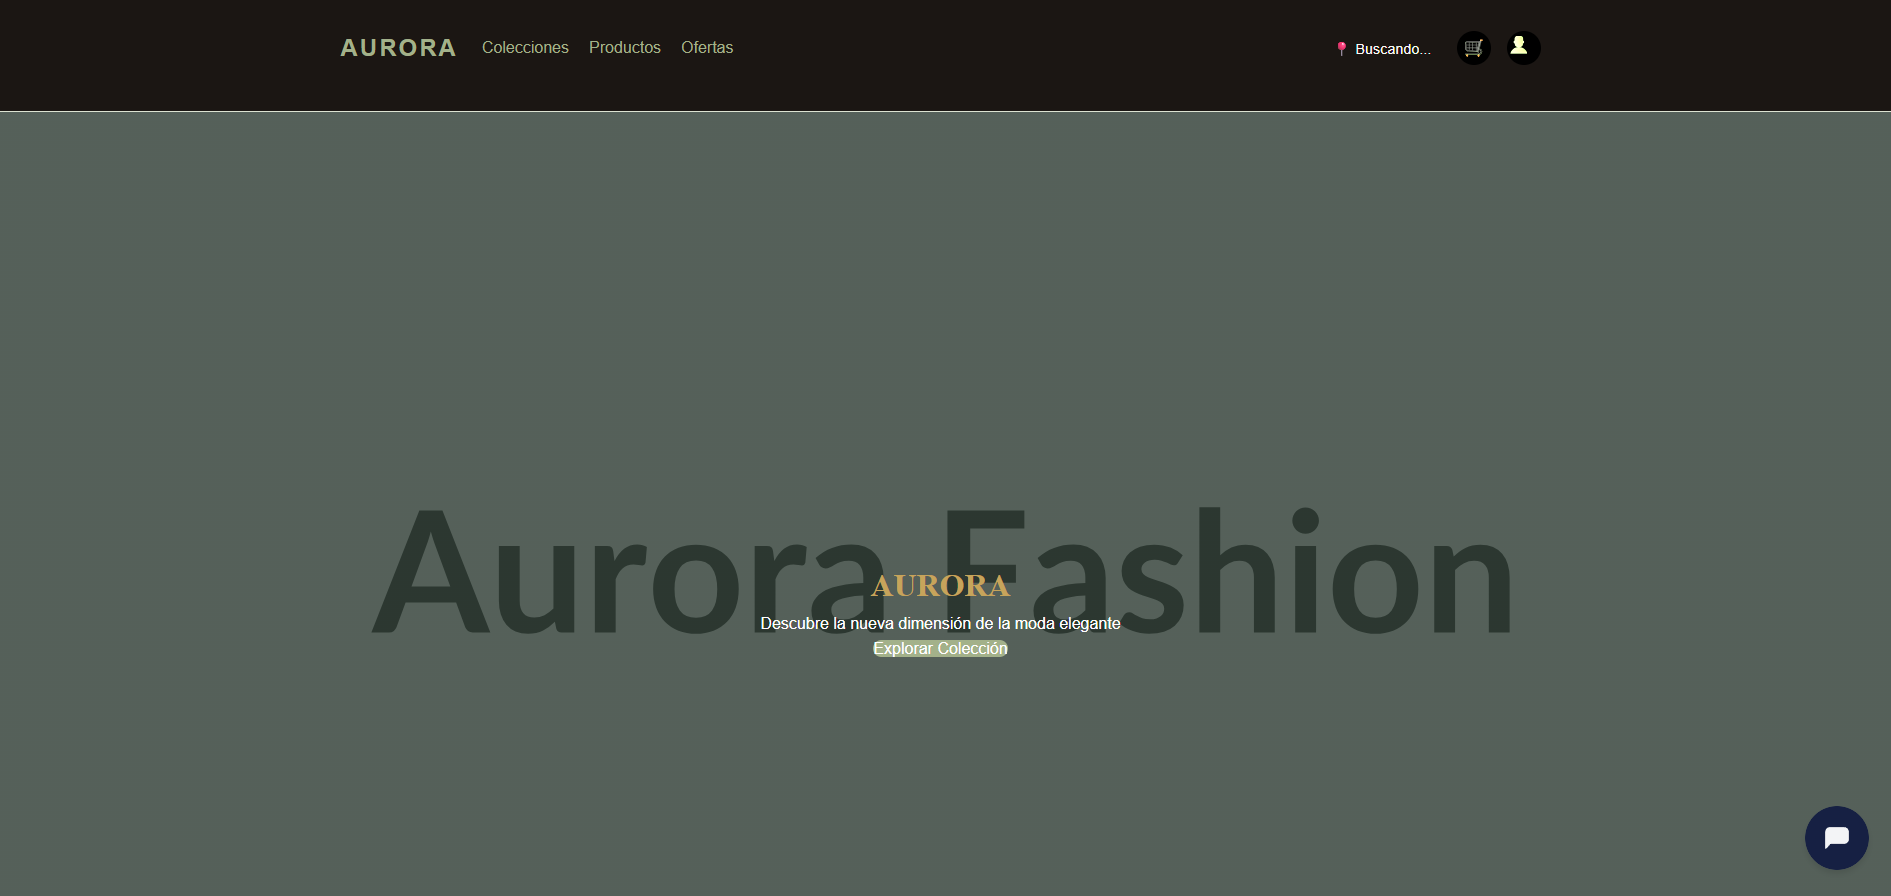 AURORA Colecciones Productos Ofertas Buscando...
Aurora Fashion
AURORA
Descubre la nueva dimensión de la moda elegante
Explorar Colección